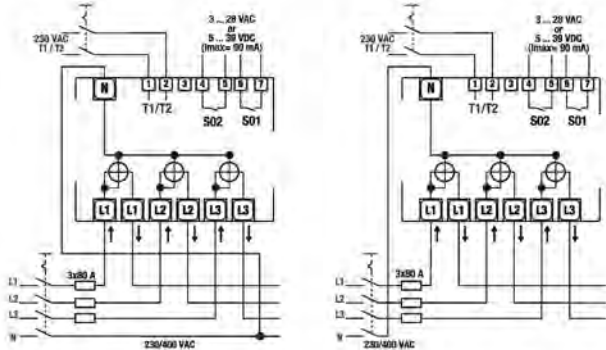 3 ... 28 VAC
or
5 ... 39 VDC
(Imax= 90 mA)
230 VAC
T1 / T2
N
1 2 3 4 5 6 7
T1/T2
S02
S01
L1 L1 L2 L2 L3 L3
3x80 A
L1
L2
L3
N
230/400 VAC
3 ... 28 VAC
or
5 ... 39 VDC
(Imax= 90 mA)
230 VAC
T1 / T2
N
1 2 3 4 5 6 7
T1/T2
S02
S01
L1 L1 L2 L2 L3 L3
3x80 A
L1
L2
L3
N
230/400 VAC